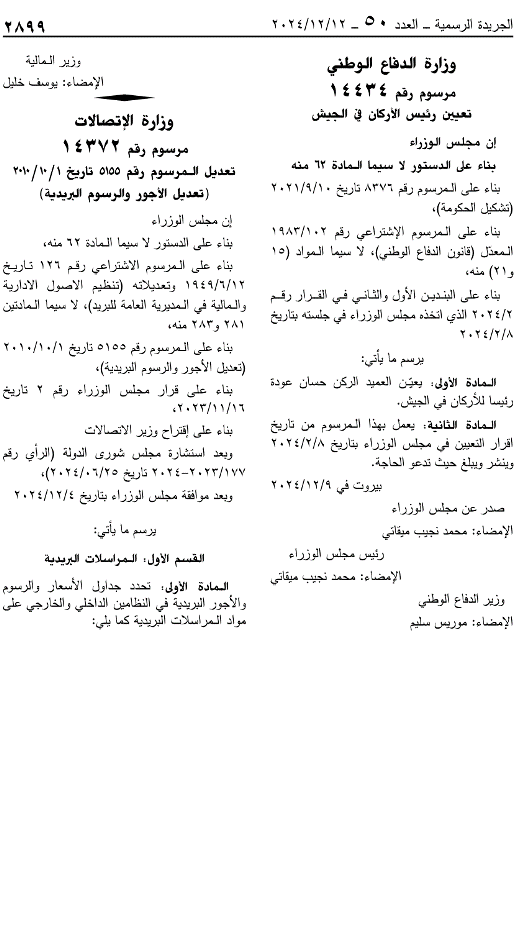 الجريدة الرسمية ــ العدد ٥٠ ــ ٢٠٢٤/١٢/١٢
٢٨٩٩
وزارة الدفاع الوطني
مرسوم رقم ١٤٤٣٤
تعيين رئيس الأركان في الجيش
إن مجلس الوزراء
بناء على الدستور لا سيما المادة ٦٢ منه
بناء على المرسوم رقم ٨٣٧٦ تاريخ ٢٠٢١/٩/١٠
(تشكيل الحكومة)،
بناء على المرسوم الإشتراعي رقم ١٩٨٣/١٠٢
المعدّل (قانون الدفاع الوطني)، لا سيما المواد (١٥
و٢١) منه،
بناء على البندين الأول والثاني في القرار رقم
٢٠٢٤/٢ الذي اتخذه مجلس الوزراء في جلسته بتاريخ
٢٠٢٤/٢/٨
يرسم ما يأتي:
المادة الأولى: يعيّن العميد الركن حسان عودة
رئيسا للأركان في الجيش.
المادة الثانية: يعمل بهذا المرسوم من تاريخ
اقرار التعيين في مجلس الوزراء بتاريخ ٢٠٢٤/٢/٨
وينشر ويبلغ حيث تدعو الحاجة.
بيروت في ٢٠٢٤/١٢/٩
صدر عن مجلس الوزراء
الإمضاء: محمد نجيب ميقاتي
رئيس مجلس الوزراء
الإمضاء: محمد نجيب ميقاتي
وزير الدفاع الوطني
الإمضاء: موريس سليم
وزير المالية
الإمضاء: يوسف خليل
وزارة الإتصالات
مرسوم رقم ١٤٣٧٢
تعديل المرسوم رقم ٥١٥٥ تاريخ ٢٠١٠/١٠/١
(تعديل الأجور والرسوم البريدية)
إن مجلس الوزراء
بناء على الدستور لا سيما المادة ٦٢ منه،
بناء على المرسوم الاشتراعي رقم ١٢٦ تاريخ
١٩٤٩/٦/١٢ وتعديلاته (تنظيم الاصول الادارية
والمالية في المديرية العامة للبريد)، لا سيما المادتين
٢٨١ و٢٨٣ منه،
بناء على المرسوم رقم ٥١٥٥ تاريخ ٢٠١٠/١٠/١
(تعديل الأجور والرسوم البريدية)،
بناء على قرار مجلس الوزراء رقم ٢ تاريخ
٢٠٢٣/١١/١٦،
بناء على إقتراح وزير الاتصالات
وبعد استشارة مجلس شورى الدولة (الرأي رقم
٢٠٢٣/١٧٧-٢٠٢٤ تاريخ ٢٠٢٤/٠٦/٢٥)،
وبعد موافقة مجلس الوزراء بتاريخ ٢٠٢٤/١٢/٤
يرسم ما يأتي:
القسم الأول: المراسلات البريدية
المادة الأولى: تحدد جداول الأسعار والرسوم
والأجور البريدية في النظامين الداخلي والخارجي على
مواد المراسلات البريدية كما يلي: